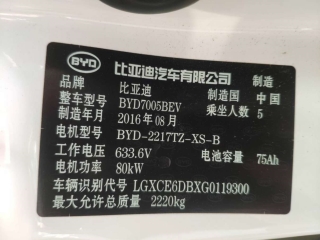 BYD 比亚迪汽车有限公司 制造
品牌 比亚迪 制造国 中国
整车型号 BYD7005BEV 乘坐人数 5
制造年月 2016年08月
电机型号 BYD-2217TZ-XS-B
工作电压 633.6V 电池容量 75Ah
电机功率 80kW
车辆识别代号 LGXCE6DBXG0119300
最大允许总质量 2220kg